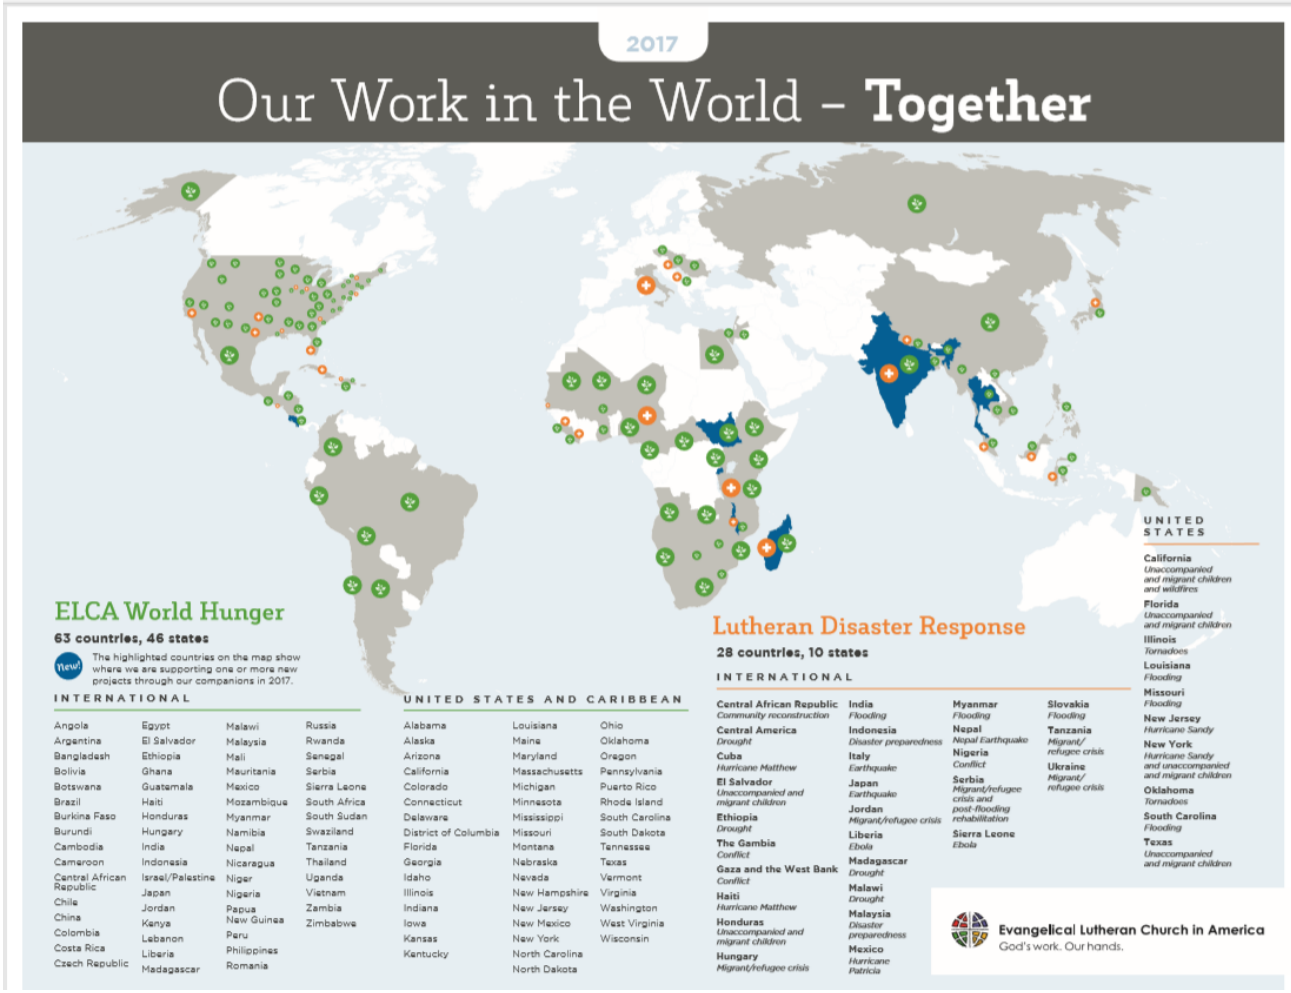 2017
Our Work in the World – Together
ELCA World Hunger
63 countries, 46 states
New!
The highlighted countries on the map show
where we are supporting one or more new
projects through our companions in 2017.
INTERNATIONAL
Angola
Argentina
Bangladesh
Bolivia
Botswana
Brazil
Burkina Faso
Burundi
Cambodia
Cameroon
Central African
Republic
Chile
China
Colombia
Costa Rica
Czech Republic
Egypt
El Salvador
Ethiopia
Ghana
Guatemala
Haiti
Honduras
Hungary
India
Indonesia
Israel/Palestine
Japan
Jordan
Kenya
Lebanon
Liberia
Madagascar
Malawi
Malaysia
Mali
Mauritania
Mexico
Mozambique
Myanmar
Namibia
Nepal
Nicaragua
Niger
Nigeria
Papua
New Guinea
Peru
Philippines
Romania
Russia
Rwanda
Senegal
Serbia
Sierra Leone
South Africa
South Sudan
Swaziland
Tanzania
Thailand
Uganda
Vietnam
Zambia
Zimbabwe
UNITED STATES AND CARIBBEAN
Alabama
Alaska
Arizona
California
Colorado
Connecticut
Delaware
District of Columbia
Florida
Georgia
Idaho
Illinois
Indiana
Iowa
Kansas
Kentucky
Louisiana
Maine
Maryland
Massachusetts
Michigan
Minnesota
Mississippi
Missouri
Montana
Nebraska
Nevada
New Hampshire
New Jersey
New Mexico
New York
North Carolina
North Dakota
Ohio
Oklahoma
Oregon
Pennsylvania
Puerto Rico
Rhode Island
South Carolina
South Dakota
Tennessee
Texas
Vermont
Virginia
Washington
West Virginia
Wisconsin
Lutheran Disaster Response
28 countries, 10 states
INTERNATIONAL
Central African Republic
Community reconstruction
Central America
Drought
Cuba
Hurricane Matthew
El Salvador
Unaccompanied and
migrant children
Ethiopia
Drought
The Gambia
Conflict
Gaza and the West Bank
Conflict
Haiti
Hurricane Matthew
Honduras
Unaccompanied and
migrant children
Hungary
Migrant/refugee crisis
India
Flooding
Indonesia
Disaster preparedness
Italy
Earthquake
Japan
Earthquake
Jordan
Migrant/refugee crisis
Liberia
Ebola
Madagascar
Drought
Malawi
Drought
Malaysia
Disaster
preparedness
Mexico
Hurricane
Patricia
Myanmar
Flooding
Nepal
Nepal Earthquake
Nigeria
Conflict
Serbia
Migrant/refugee
crisis and
post-flooding
rehabilitation
Sierra Leone
Ebola
Slovakia
Flooding
Tanzania
Migrant/
refugee crisis
Ukraine
Migrant/
refugee crisis
UNITED
STATES
California
Unaccompanied
and migrant children
and wildfires
Florida
Unaccompanied
and migrant children
Illinois
Tornadoes
Louisiana
Flooding
Missouri
Flooding
New Jersey
Hurricane Sandy
New York
Hurricane Sandy
and unaccompanied
and migrant children
Oklahoma
Tornadoes
South Carolina
Flooding
Texas
Unaccompanied
and migrant children
Evangelical Lutheran Church in America
God's work. Our hands.